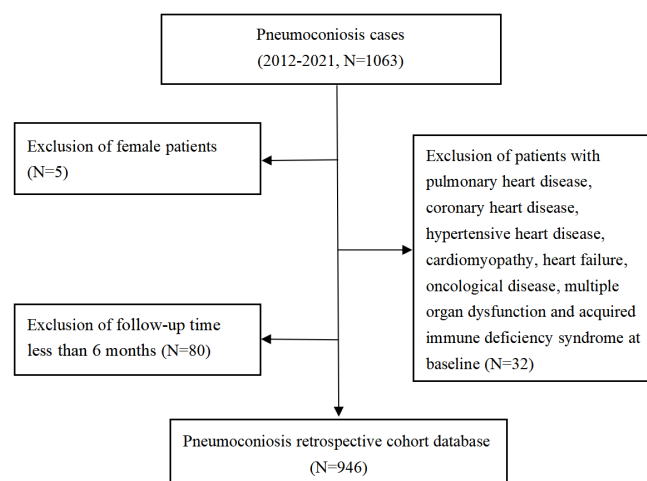 Pneumoconiosis cases
(2012-2021, N=1063)
Exclusion of female patients
(N=5)
Exclusion of patients with
pulmonary heart disease,
coronary heart disease,
hypertensive heart disease,
cardiomyopathy, heart failure,
oncological disease, multiple
organ dysfunction and acquired
immune deficiency syndrome at
baseline (N=32)
Exclusion of follow-up time
less than 6 months (N=80)
Pneumoconiosis retrospective cohort database
(N=946)